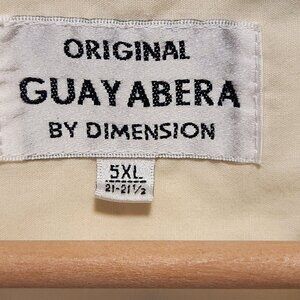 ORIGINAL
GUAYABERA
BY DIMENSION
5XL
21-21½